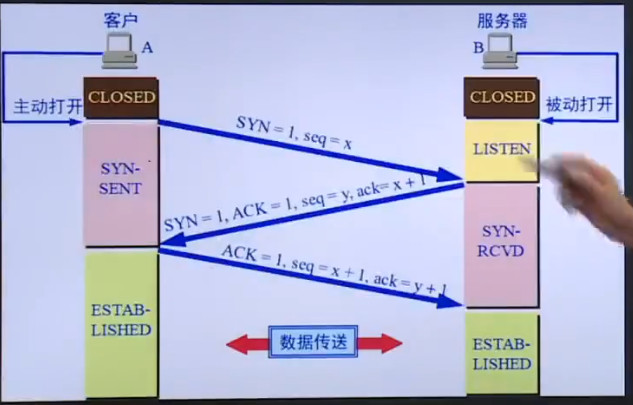 客户
A
服务器
B
CLOSED
CLOSED
主动打开
被动打开
SYN = 1, seq = x
LISTEN
SYN-
SENT
SYN = 1, ACK = 1, seq = y, ack= x + 1
SYN-
RCVD
ACK = 1, seq = x + 1, ack = y + 1
ESTAB-
LISHED
数据传送
ESTAB-
LISHED